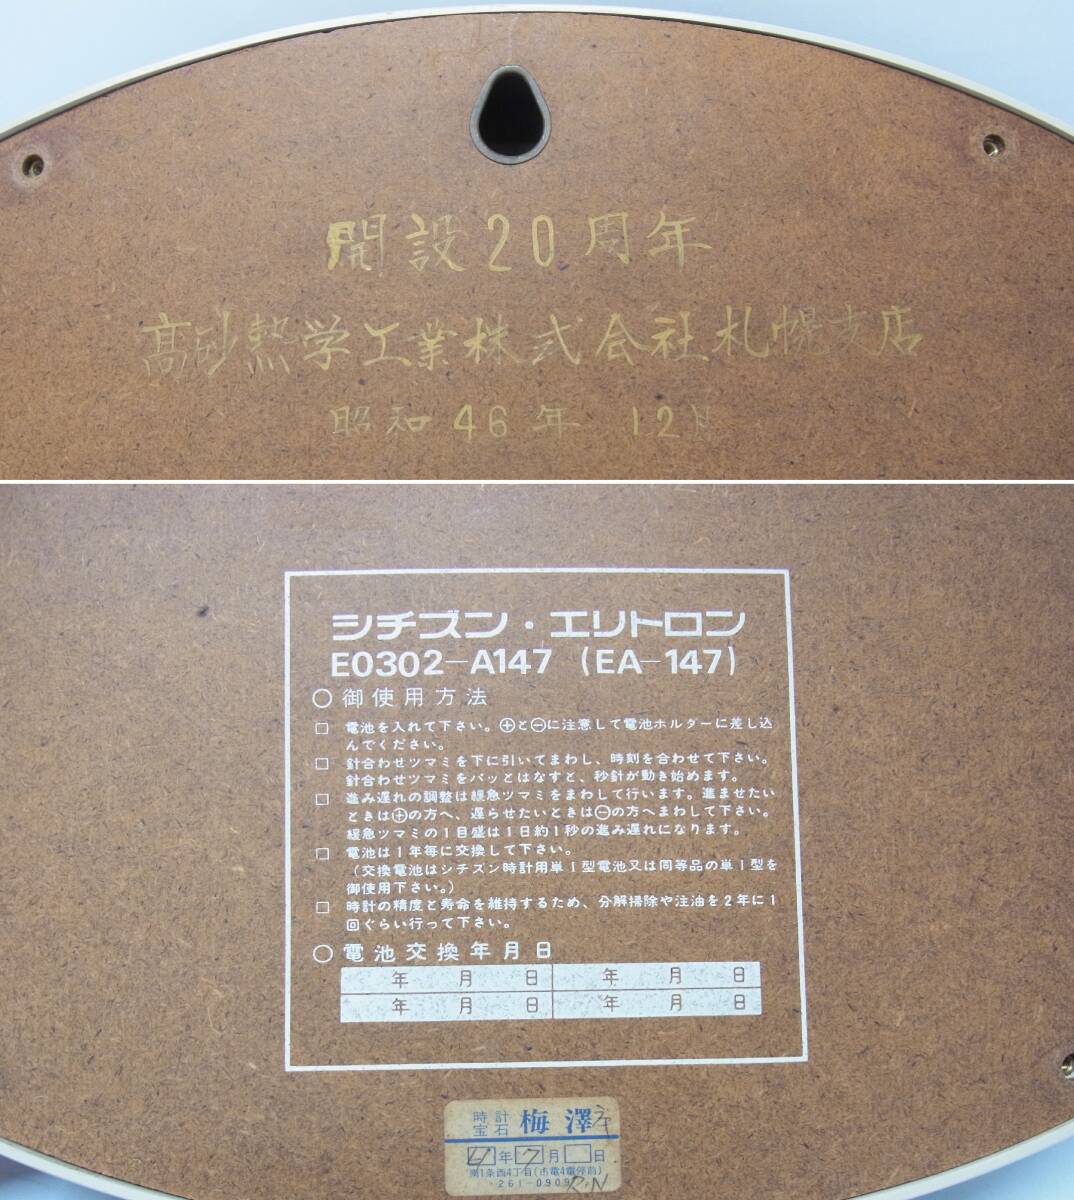 開設20周年
高砂熱学工業株式会社札幌支店
昭和46年 12月
シチズン・エリトロン
E0302-A147 (EA-147)
○御使用方法
□ 電池を入れて下さい。⊕と⊖に注意して電池ホルダーに差し込
んでください。
□ 針合わせツマミを下に引いてまわし、時刻を合わせて下さい。
針合わせツマミをパッとはなすと、秒針が動き始めます。
□ 進み遅れの調整は緩急ツマミをまわして行います。進ませたい
ときは⊕の方へ、遅らせたいときは⊖の方へまわして下さい。
緩急ツマミの1目盛は1日約1秒の進み遅れになります。
□ 電池は1年毎に交換して下さい。
(交換電池はシチズン時計用単1型電池又は同等品の単1型を
御使用下さい。)
□ 時計の精度と寿命を維持するため、分解掃除や注油を2年に1
回ぐらい行って下さい。
○電池交換年月日
年 月 日 年 月 日
年 月 日 年 月 日
時計
宝石 梅澤
年 7 月 日
南1条西4丁目(市電4電停前)
・261-0909 R.N